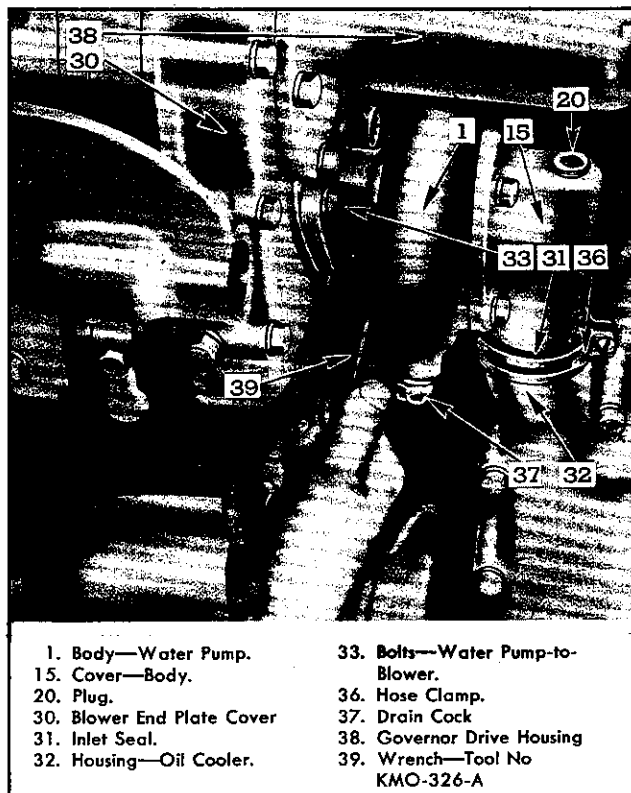 38
30
20
1 15
33 31 36
39
37 32
1. Body—Water Pump.
15. Cover—Body.
20. Plug.
30. Blower End Plate Cover
31. Inlet Seal.
32. Housing—Oil Cooler.
33. Bolts—Water Pump-to-
Blower.
36. Hose Clamp.
37. Drain Cock
38. Governor Drive Housing
39. Wrench—Tool No
KMO-326-A